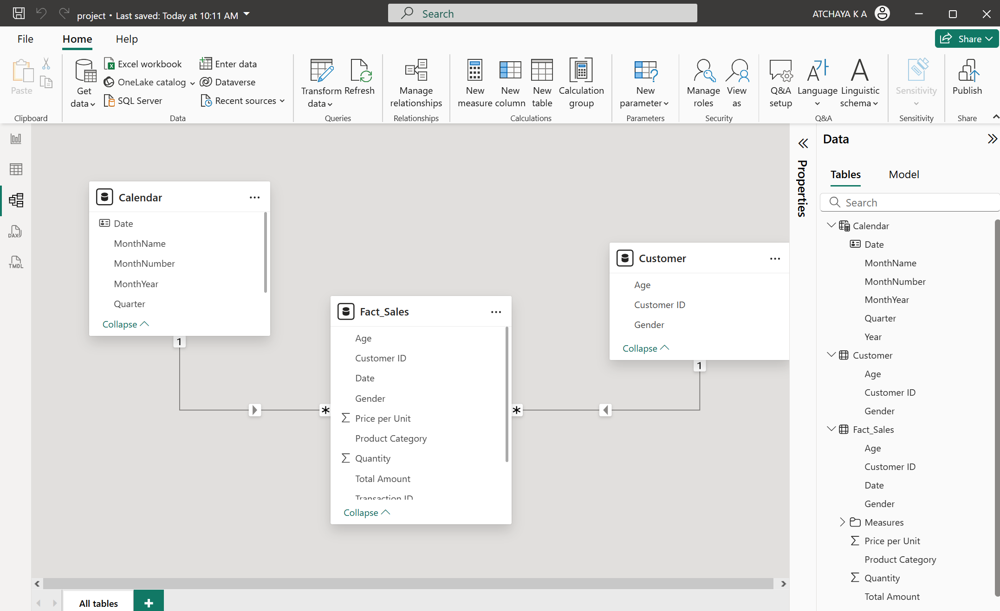 project • Last saved: Today at 10:11 AM
Search
ATCHAYA K A
File
Home
Help
Share
Paste
Clipboard
Get data
Excel workbook
OneLake catalog
SQL Server
Enter data
Dataverse
Recent sources
Data
Transform data
Refresh
Queries
Manage relationships
Relationships
New measure
New column
New table
Calculation group
Calculations
New parameter
Parameters
Manage roles
View as
Security
Q&A setup
Language
Linguistic schema
Q&A
Sensitivity
Sensitivity
Publish
Share
DAX
TMDL
Calendar
Date
MonthName
MonthNumber
MonthYear
Quarter
Collapse
1
Fact_Sales
Age
Customer ID
Date
Gender
Price per Unit
Product Category
Quantity
Total Amount
Transaction ID
Collapse
*
*
Customer
Age
Customer ID
Gender
Collapse
1
Properties
Data
Tables
Model
Search
Calendar
Date
MonthName
MonthNumber
MonthYear
Quarter
Year
Customer
Age
Customer ID
Gender
Fact_Sales
Age
Customer ID
Date
Gender
Measures
Price per Unit
Product Category
Quantity
Total Amount
All tables